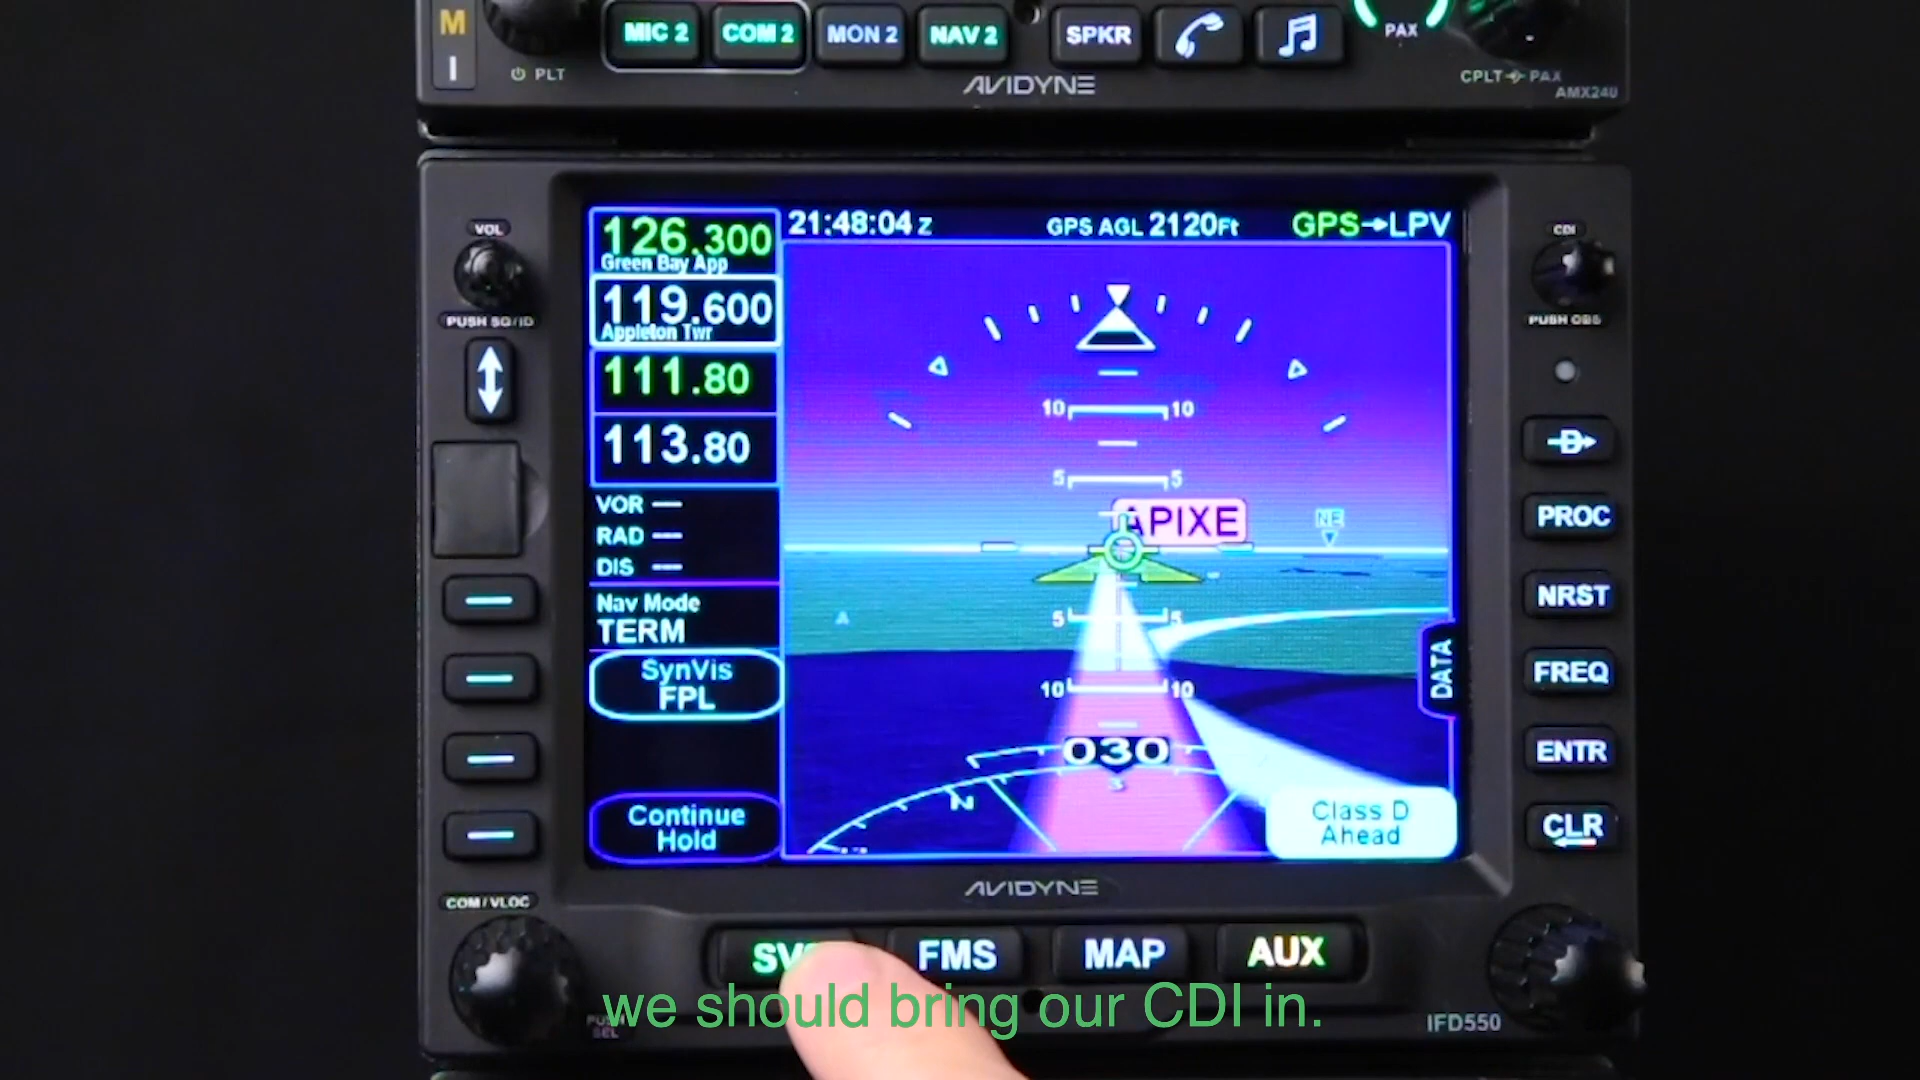 M
I
PLT
MIC 2
COM 2
MON 2
NAV 2
SPKR
PAX
CPLT
PAX
AVIDYNE
AMX240
VOL
PUSH SQ/ID
126.300
Green Bay App
119.600
Appleton Twr
111.80
113.80
VOR ---
RAD ---
DIS ---
Nav Mode
TERM
SynVis
FPL
Continue
Hold
21:48:04 Z
GPS AGL 2120Ft
GPS→LPV
10 10
5 5
APIXE
NE
A
5 5
10 10
030
N
3
DATA
Class D
Ahead
CDI
PUSH OBS
D
PROC
NRST
FREQ
ENTR
CLR
AVIDYNE
COM / VLOC
PUSH
SEL
FMS
MAP
AUX
IFD550
we should bring our CDI in.